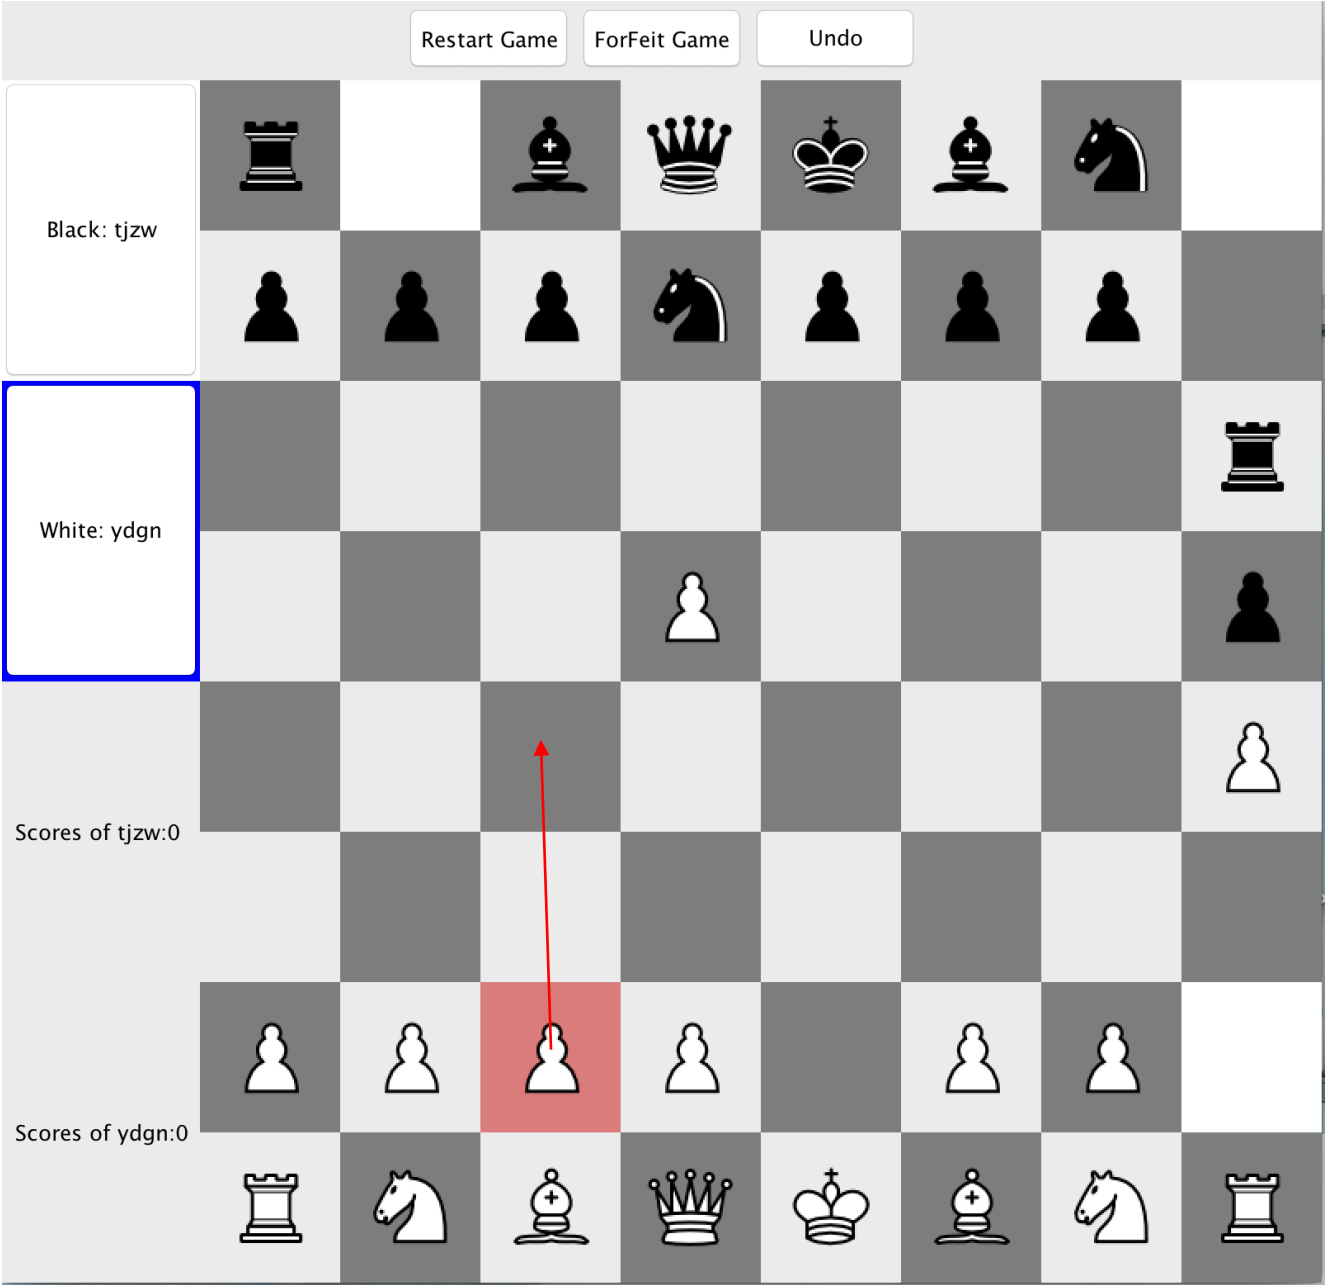 Restart Game
ForFeit Game
Undo
Black: tjzw
White: ydgn
Scores of tjzw:0
Scores of ydgn:0